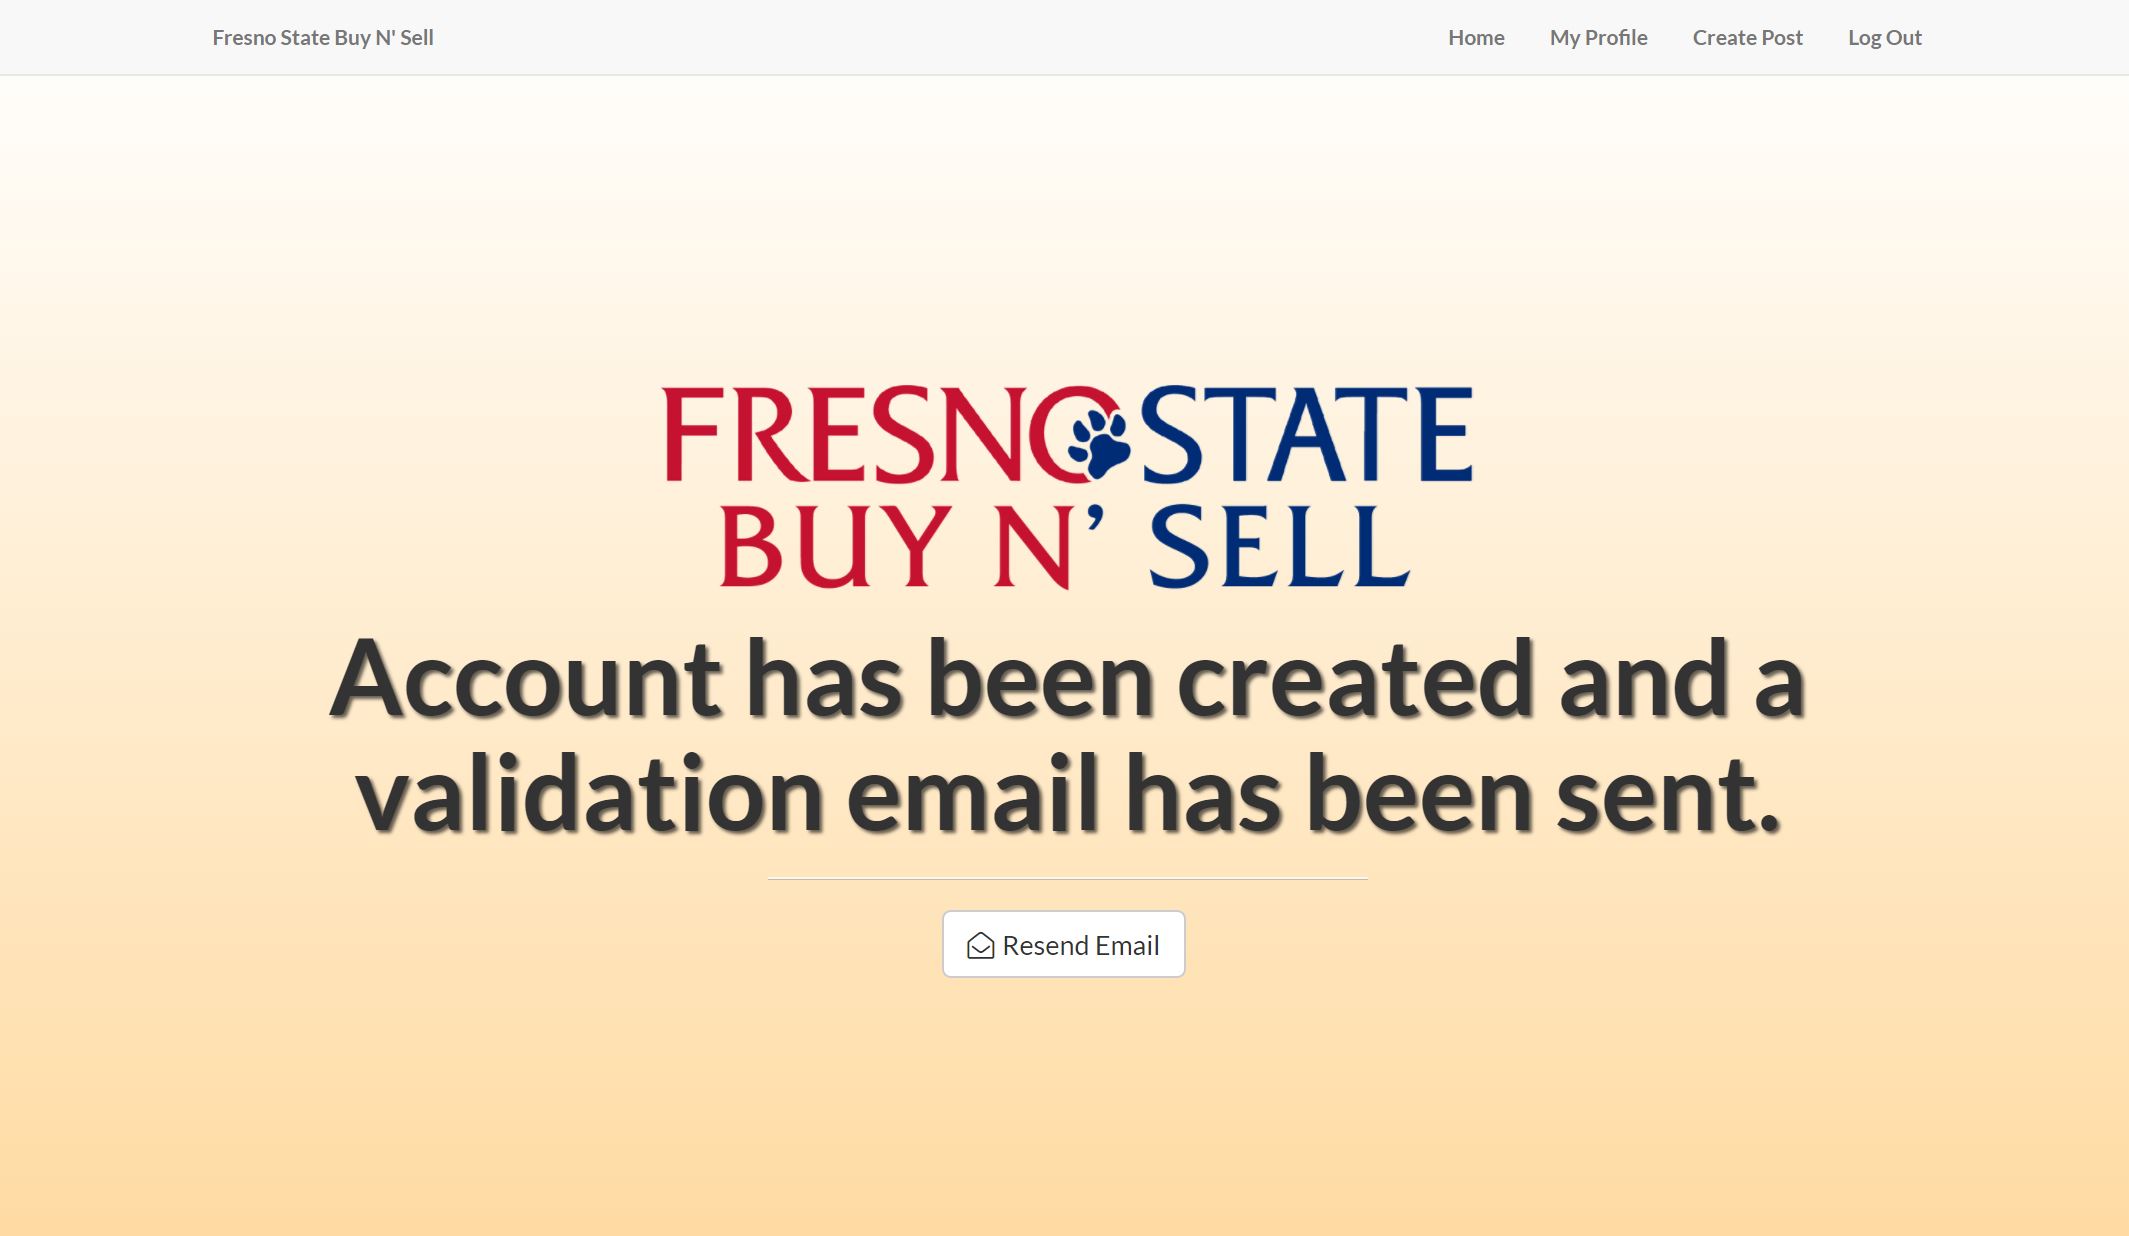 Fresno State Buy N' Sell
Home
My Profile
Create Post
Log Out
FRESNO STATE
BUY N’ SELL
Account has been created and a
validation email has been sent.
Resend Email